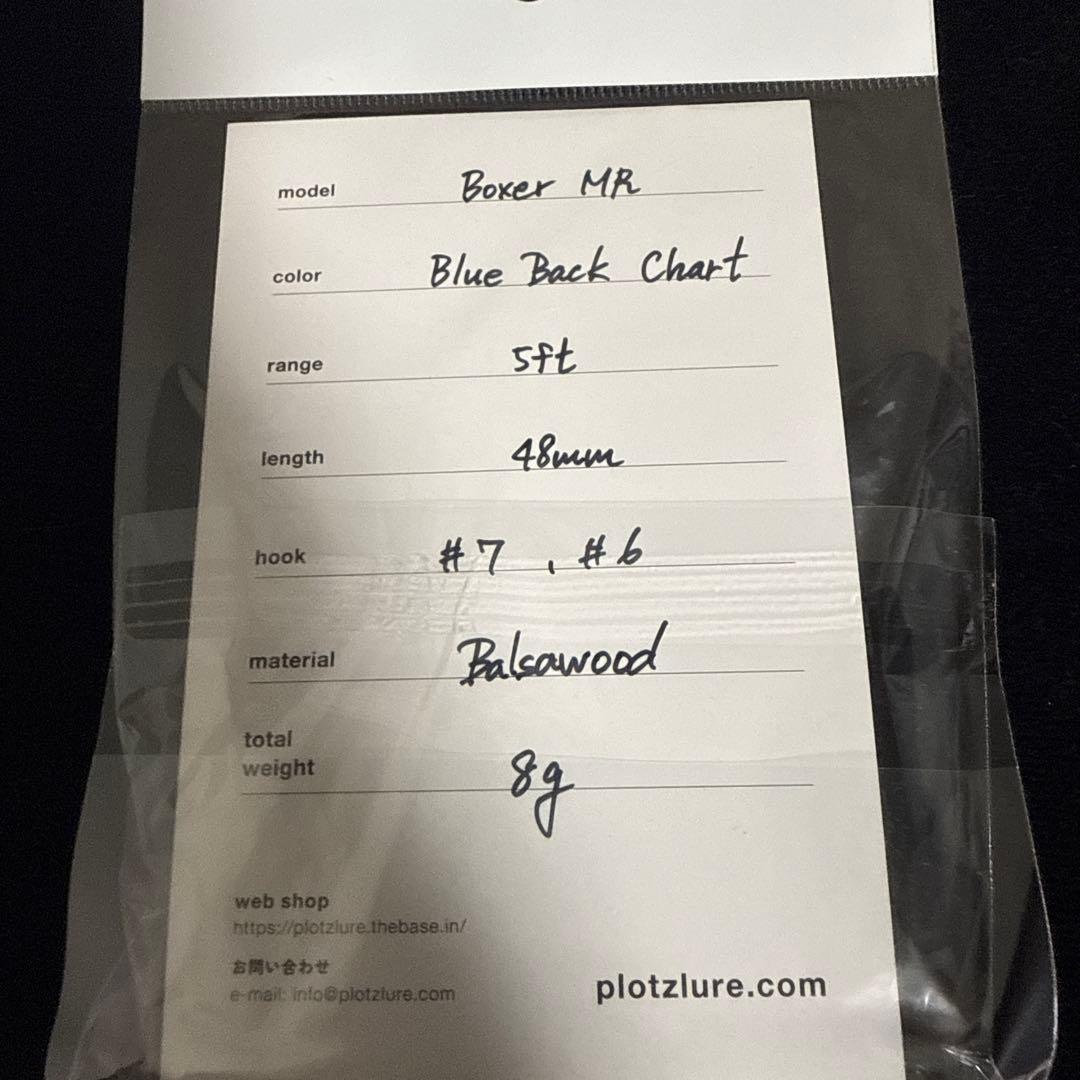 model Boxer MR
color Blue Back Chart
range 5ft
length 48mm
hook #7 , #6
material Balsawood
total
weight 8g
web shop
https://plotzlure.thebase.in/
お問い合わせ
e-mail: info@plotzlure.com
plotzlure.com